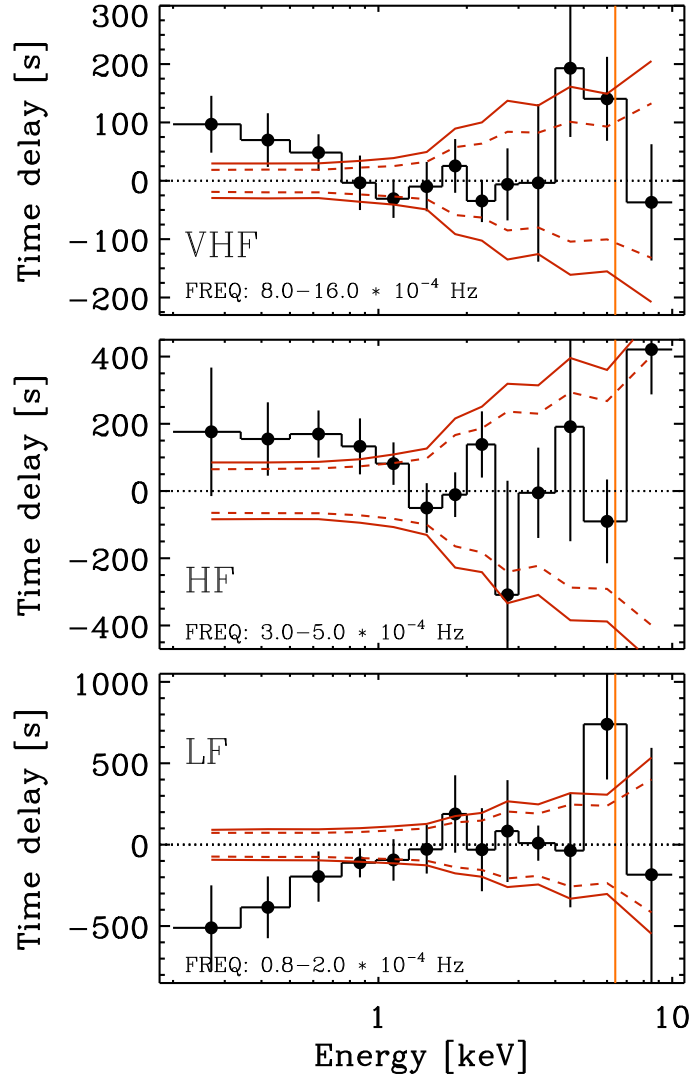 300
200
100
0
−100
−200
Time delay [s]
VHF
FREQ: 8.0−16.0 * 10⁻⁴ Hz
400
200
0
−200
−400
Time delay [s]
HF
FREQ: 3.0−5.0 * 10⁻⁴ Hz
1000
500
0
−500
Time delay [s]
LF
FREQ: 0.8−2.0 * 10⁻⁴ Hz
1 10
Energy [keV]